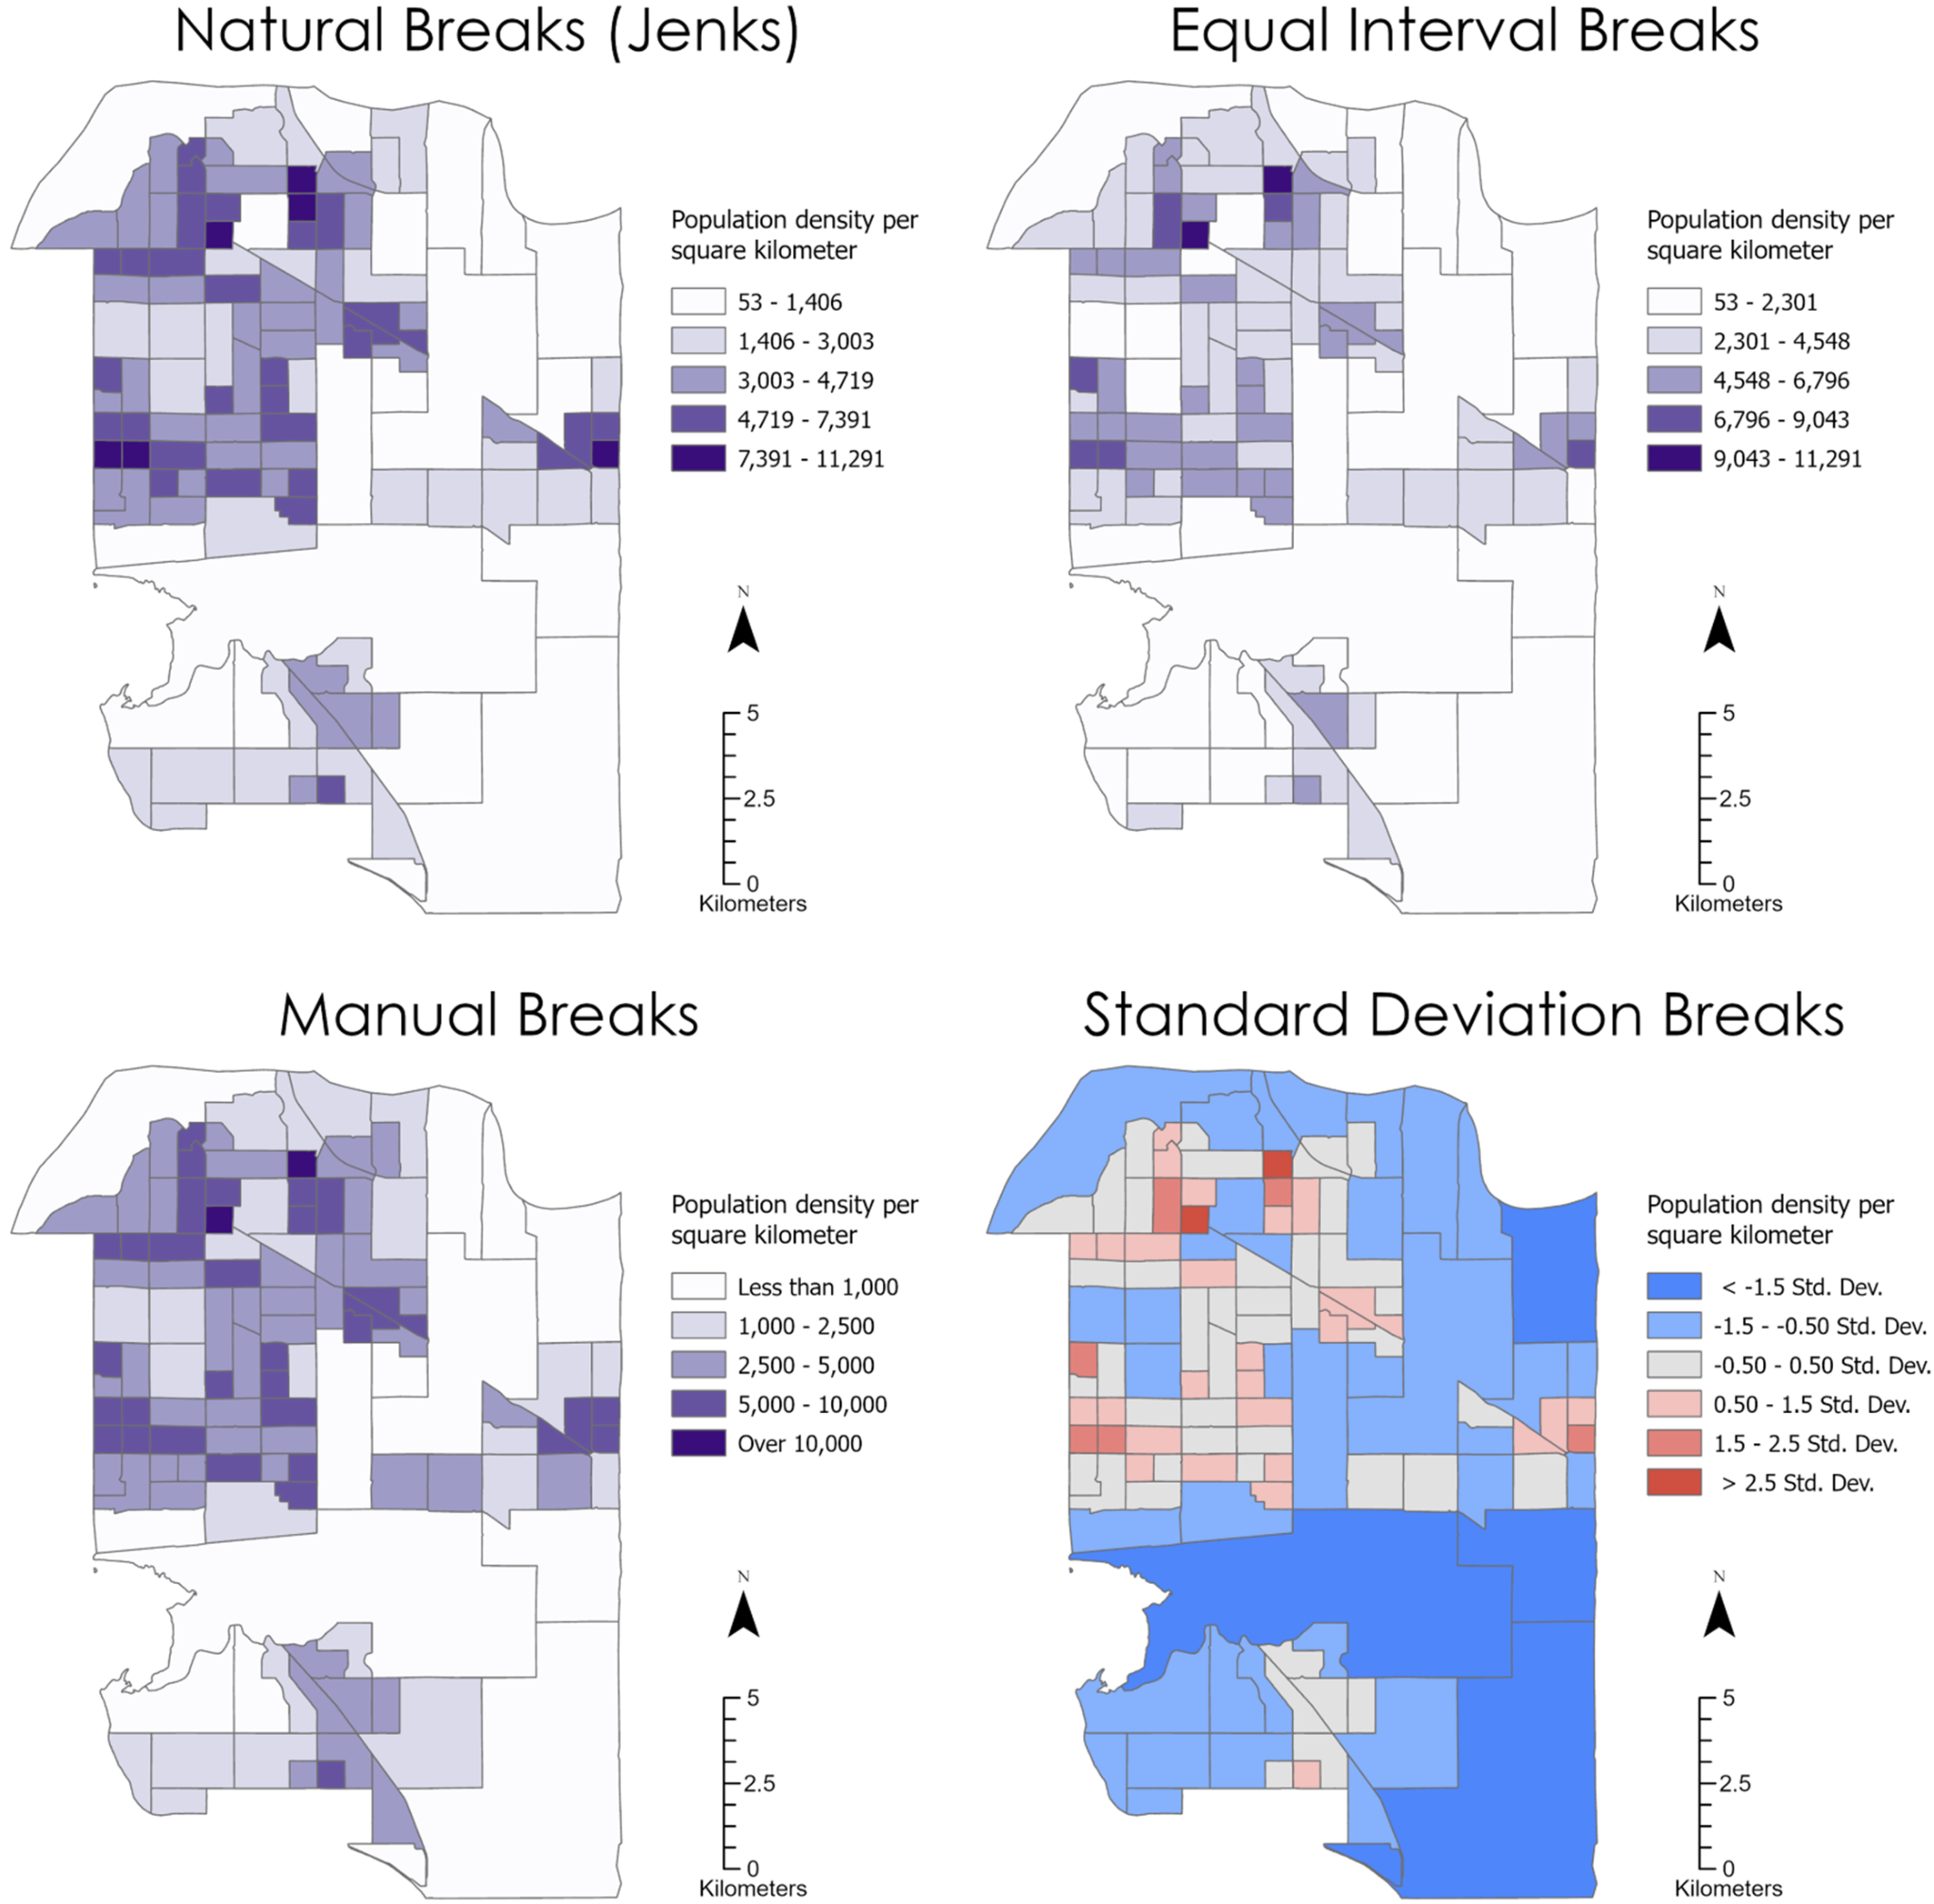 Natural Breaks (Jenks)
Population density per
square kilometer
53 - 1,406
1,406 - 3,003
3,003 - 4,719
4,719 - 7,391
7,391 - 11,291
N
5
2.5
0
Kilometers
Equal Interval Breaks
Population density per
square kilometer
53 - 2,301
2,301 - 4,548
4,548 - 6,796
6,796 - 9,043
9,043 - 11,291
N
5
2.5
0
Kilometers
Manual Breaks
Population density per
square kilometer
Less than 1,000
1,000 - 2,500
2,500 - 5,000
5,000 - 10,000
Over 10,000
N
5
2.5
0
Kilometers
Standard Deviation Breaks
Population density per
square kilometer
< -1.5 Std. Dev.
-1.5 - -0.50 Std. Dev.
-0.50 - 0.50 Std. Dev.
0.50 - 1.5 Std. Dev.
1.5 - 2.5 Std. Dev.
> 2.5 Std. Dev.
N
5
2.5
0
Kilometers